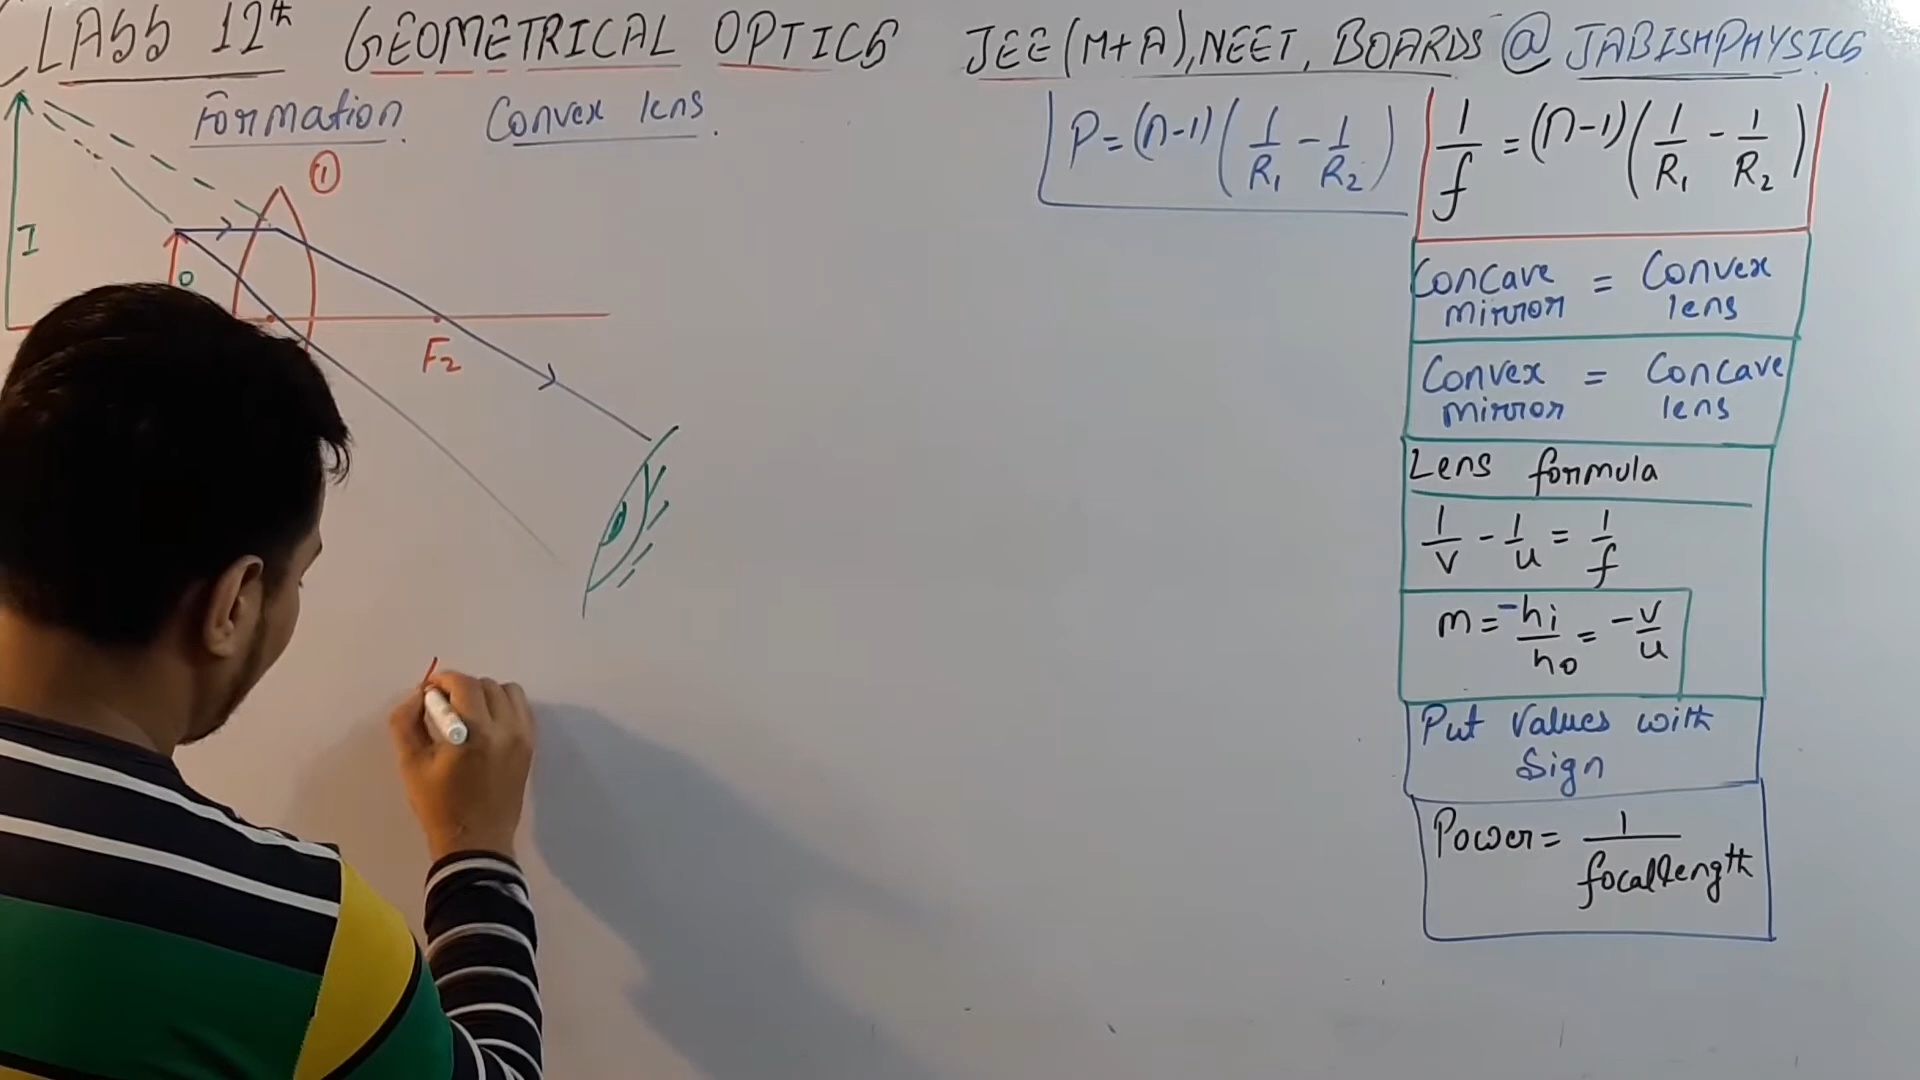 CLASS 12th GEOMETRICAL OPTICS JEE(M+A), NEET, BOARDS @ JABISHPHYSICS
Formation Convex lens.
①
I
O
F2
P=(n-1)(1/R1 - 1/R2)
1/f = (n-1)(1/R1 - 1/R2)
Concave mirror = Convex lens
Convex mirror = Concave lens
Lens formula
1/v - 1/u = 1/f
m = -hi/ho = -v/u
Put Values with
Sign
Power = 1/focal length